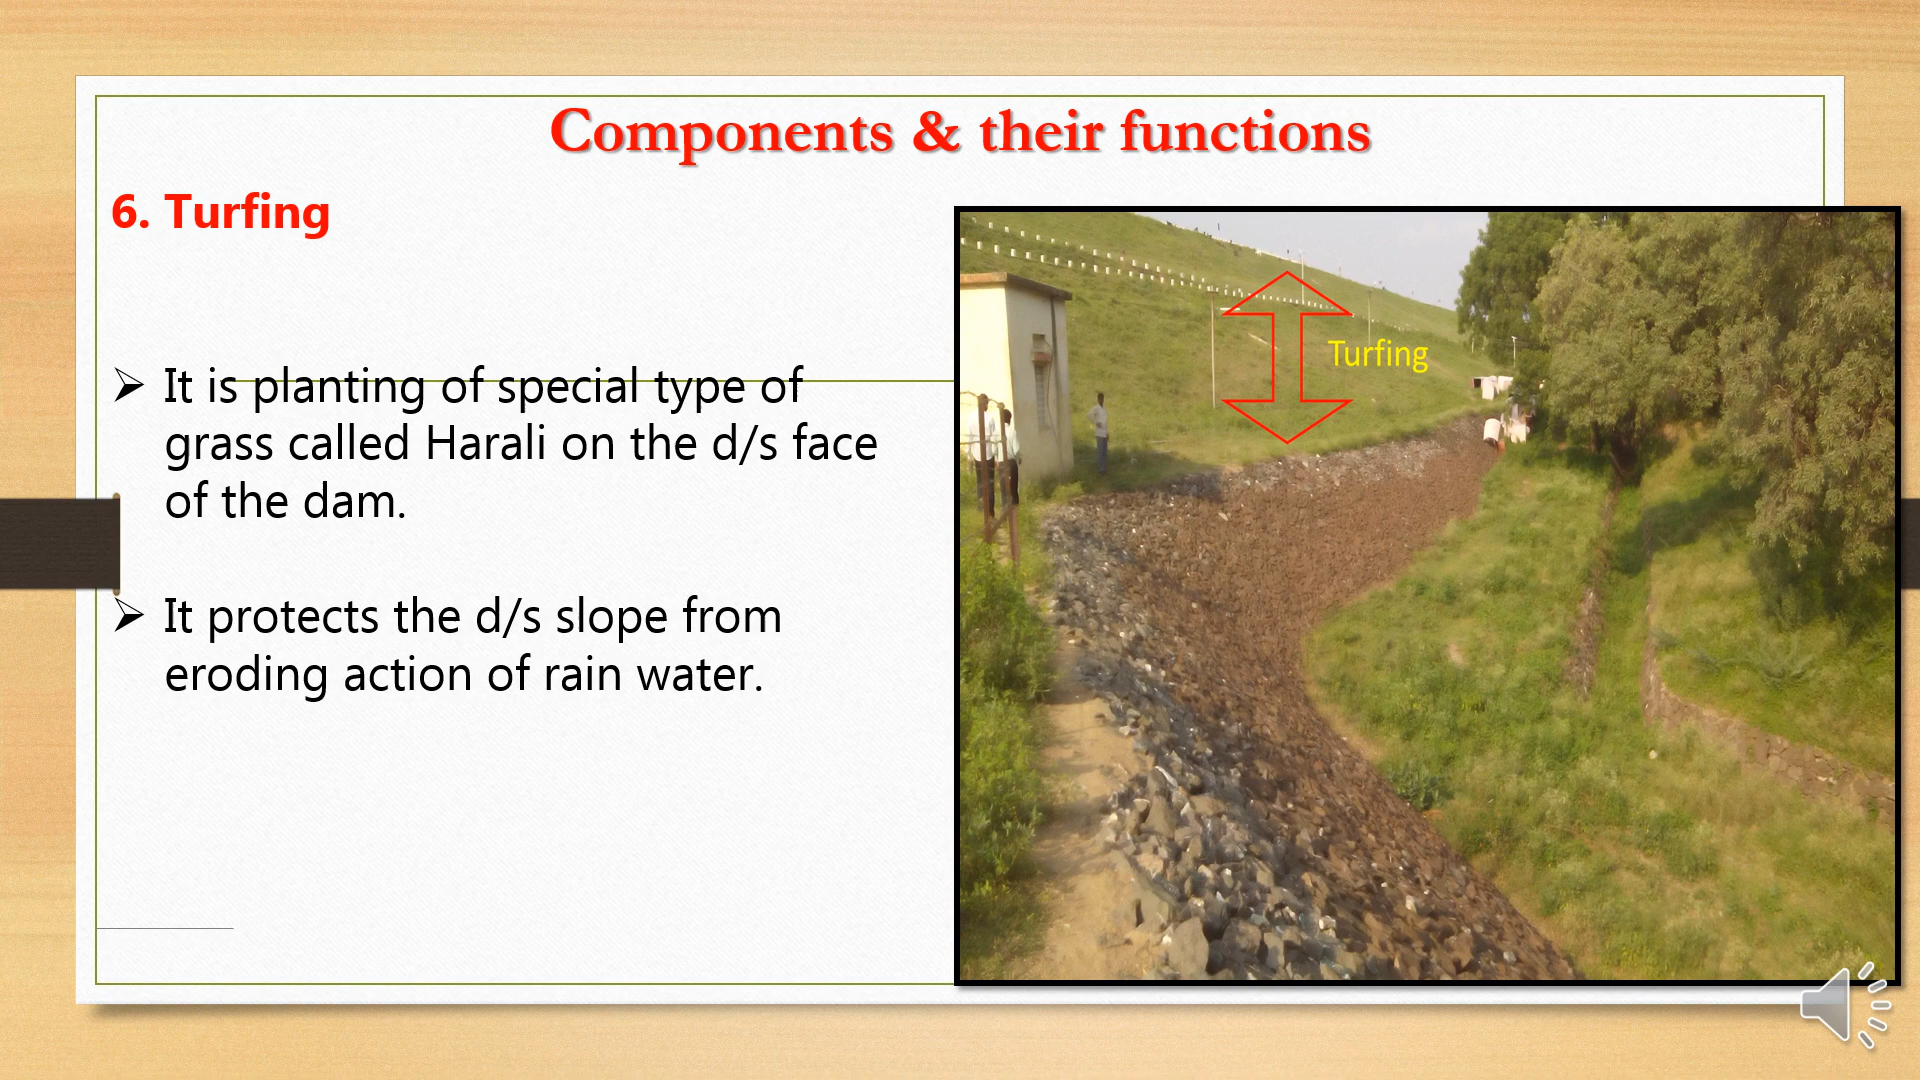 Components & their functions
6. Turfing
➢ It is planting of special type of
grass called Harali on the d/s face
of the dam.
➢ It protects the d/s slope from
eroding action of rain water.
Turfing